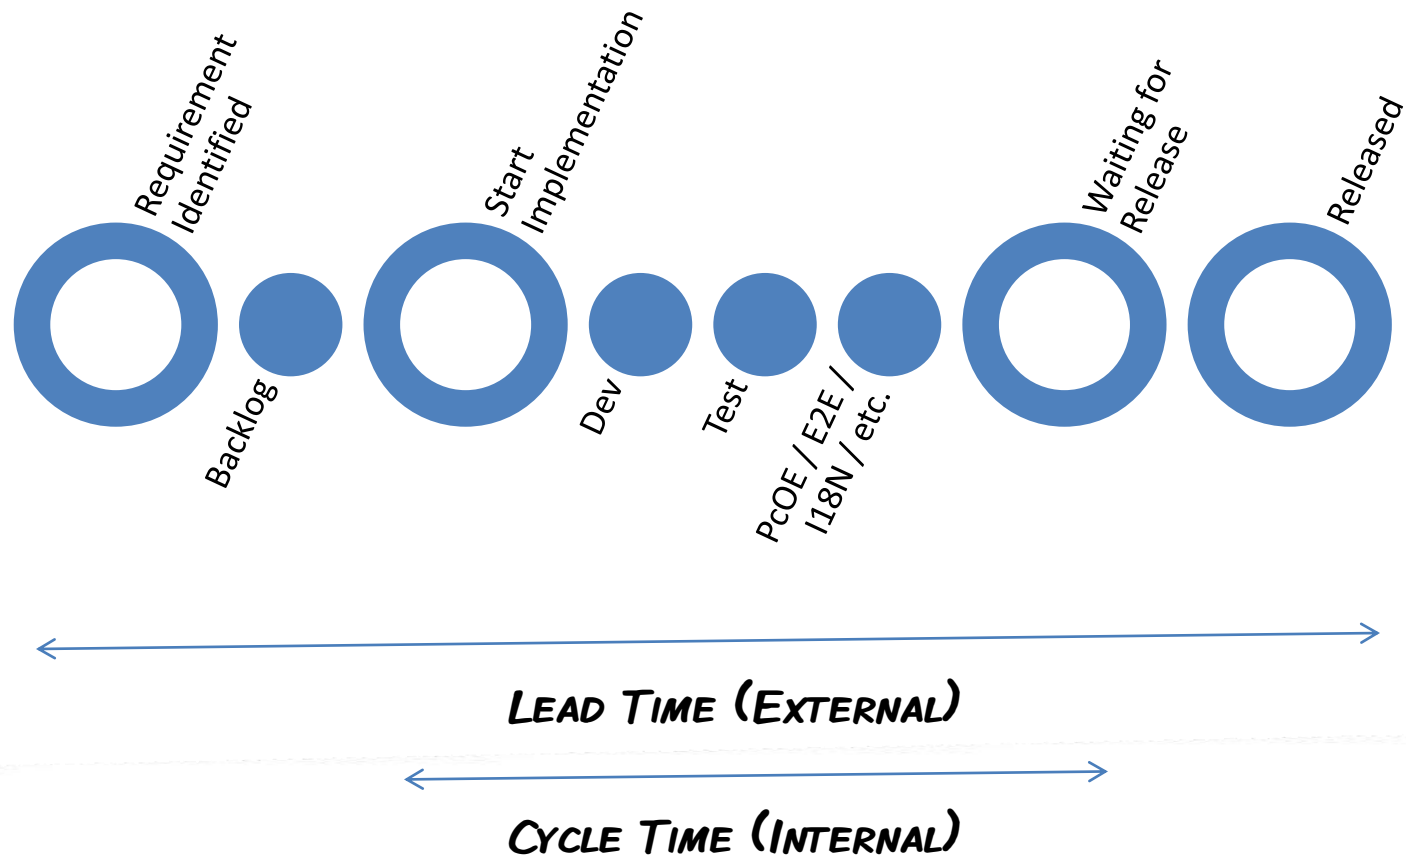 Requirement
Identified
Backlog
Start
Implementation
Dev
Test
PcOE / E2E /
I18N / etc.
Waiting for
Release
Released
LEAD TIME (EXTERNAL)
CYCLE TIME (INTERNAL)